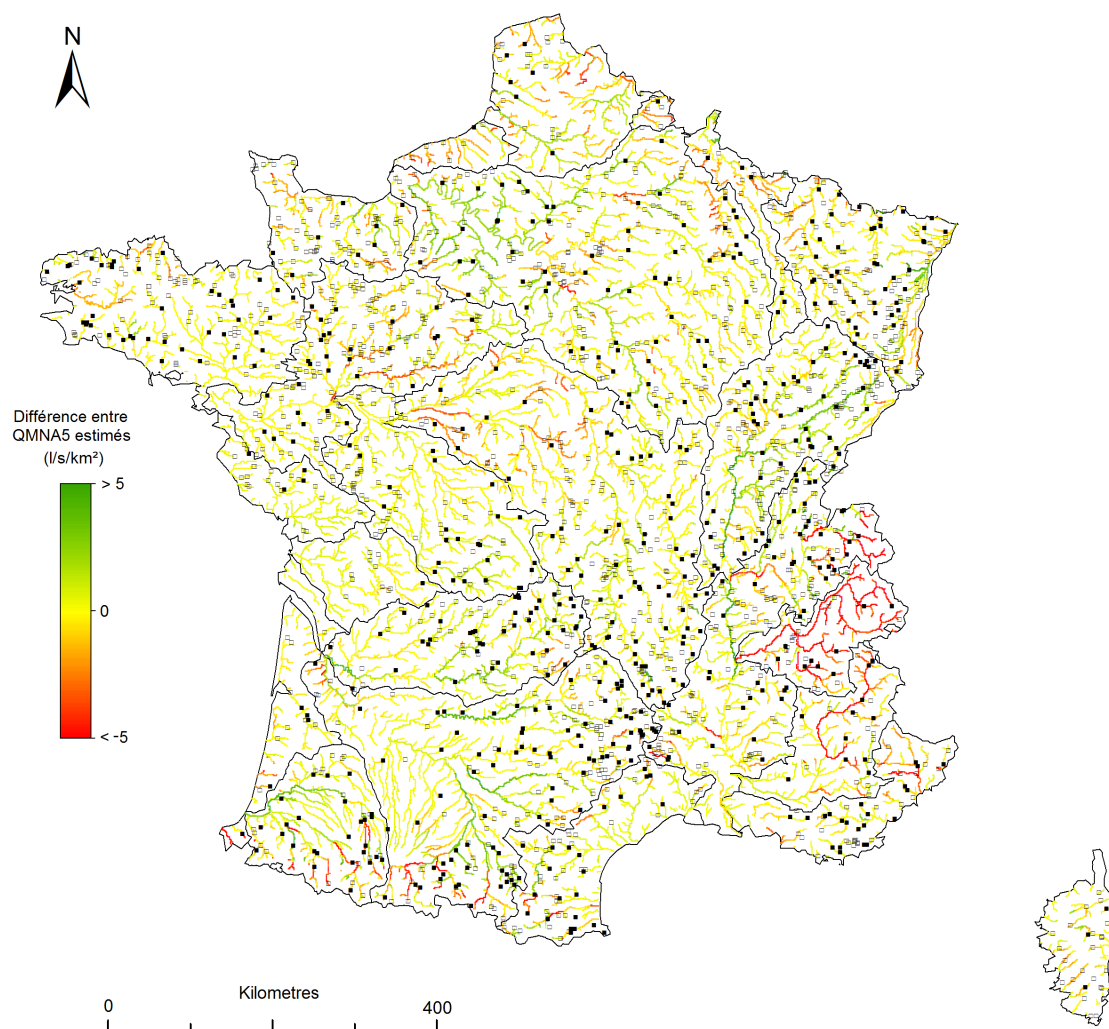 N
Différence entre
QMNA5 estimés
(l/s/km²)
> 5
0
< -5
Kilometres
0
400